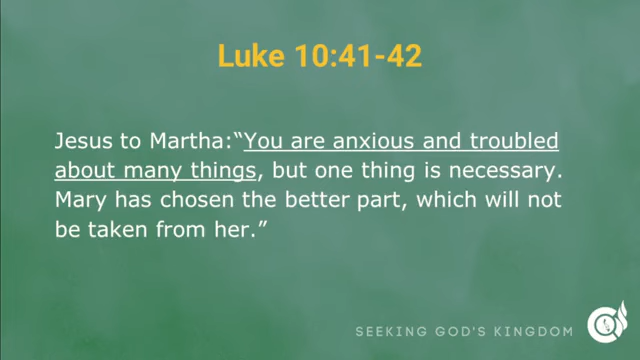 Luke 10:41-42
Jesus to Martha:“You are anxious and troubled
about many things, but one thing is necessary.
Mary has chosen the better part, which will not
be taken from her.”
SEEKING GOD'S KINGDOM